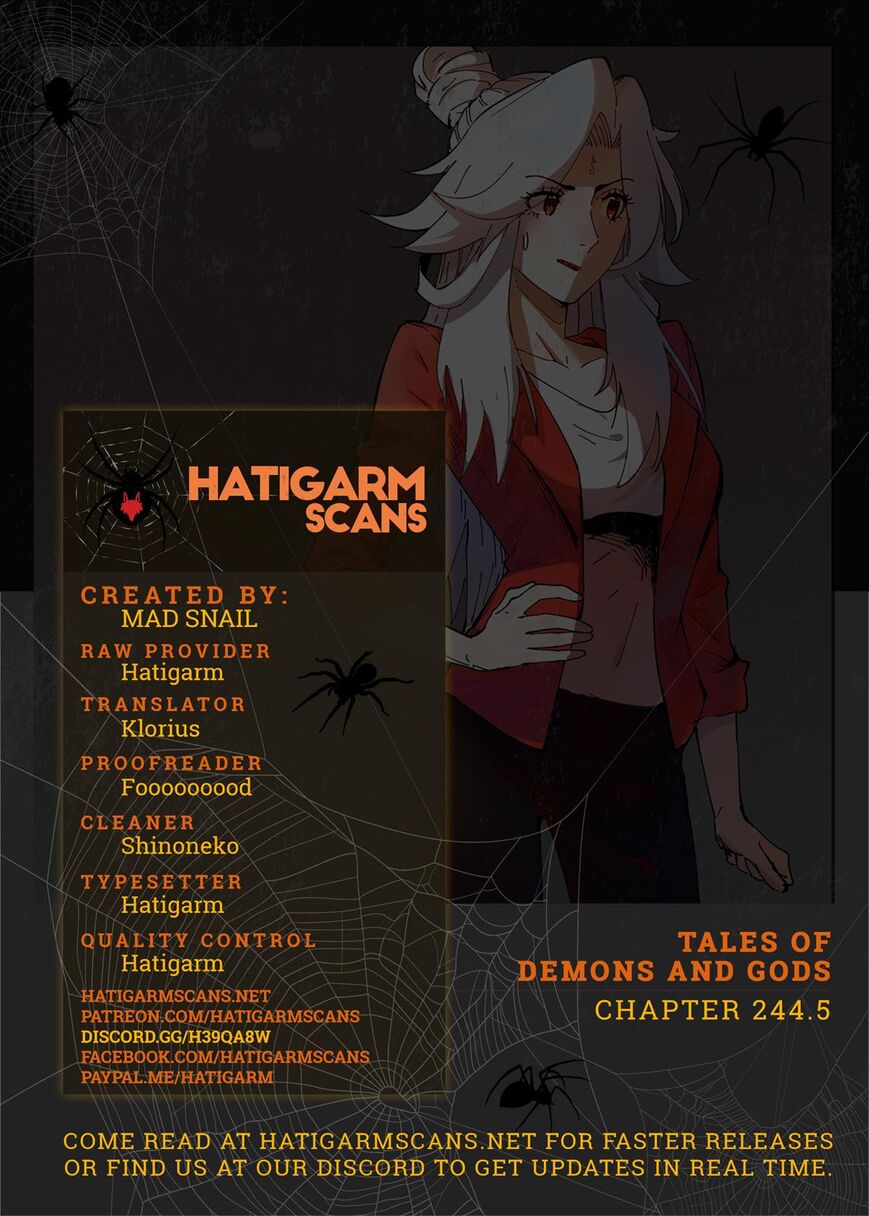 HATIGARM
SCANS
CREATED BY:
MAD SNAIL
RAW PROVIDER
Hatigarm
TRANSLATOR
Klorius
PROOFREADER
Fooooooood
CLEANER
Shinoneko
TYPESETTER
Hatigarm
QUALITY CONTROL
Hatigarm
HATIGARMSCANS.NET
PATREON.COM/HATIGARMSCANS
DISCORD.GG/H39QA8W
FACEBOOK.COM/HATIGARMSCANS
PAYPAL.ME/HATIGARM
TALES OF
DEMONS AND GODS
CHAPTER 244.5
COME READ AT HATIGARMSCANS.NET FOR FASTER RELEASES
OR FIND US AT OUR DISCORD TO GET UPDATES IN REAL TIME.